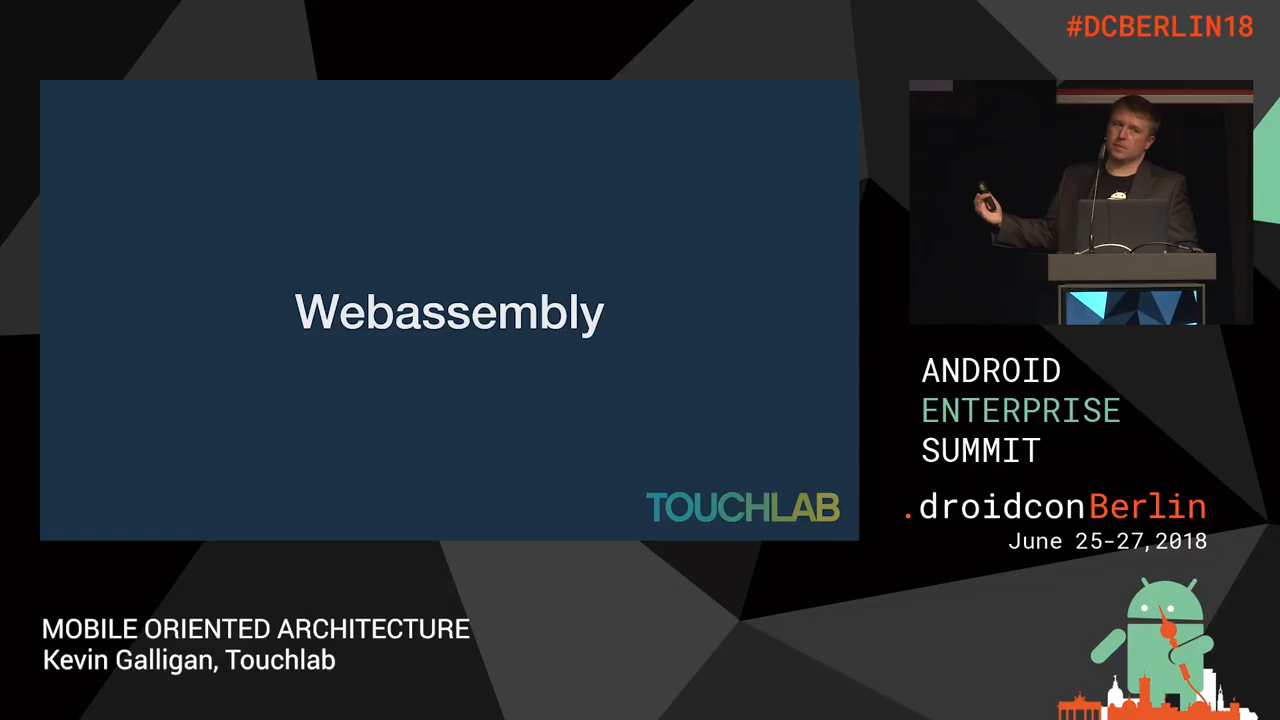 #DCBERLIN18
Webassembly
TOUCHLAB
ANDROID
ENTERPRISE
SUMMIT
.droidconBerlin
June 25-27,2018
MOBILE ORIENTED ARCHITECTURE
Kevin Galligan, Touchlab